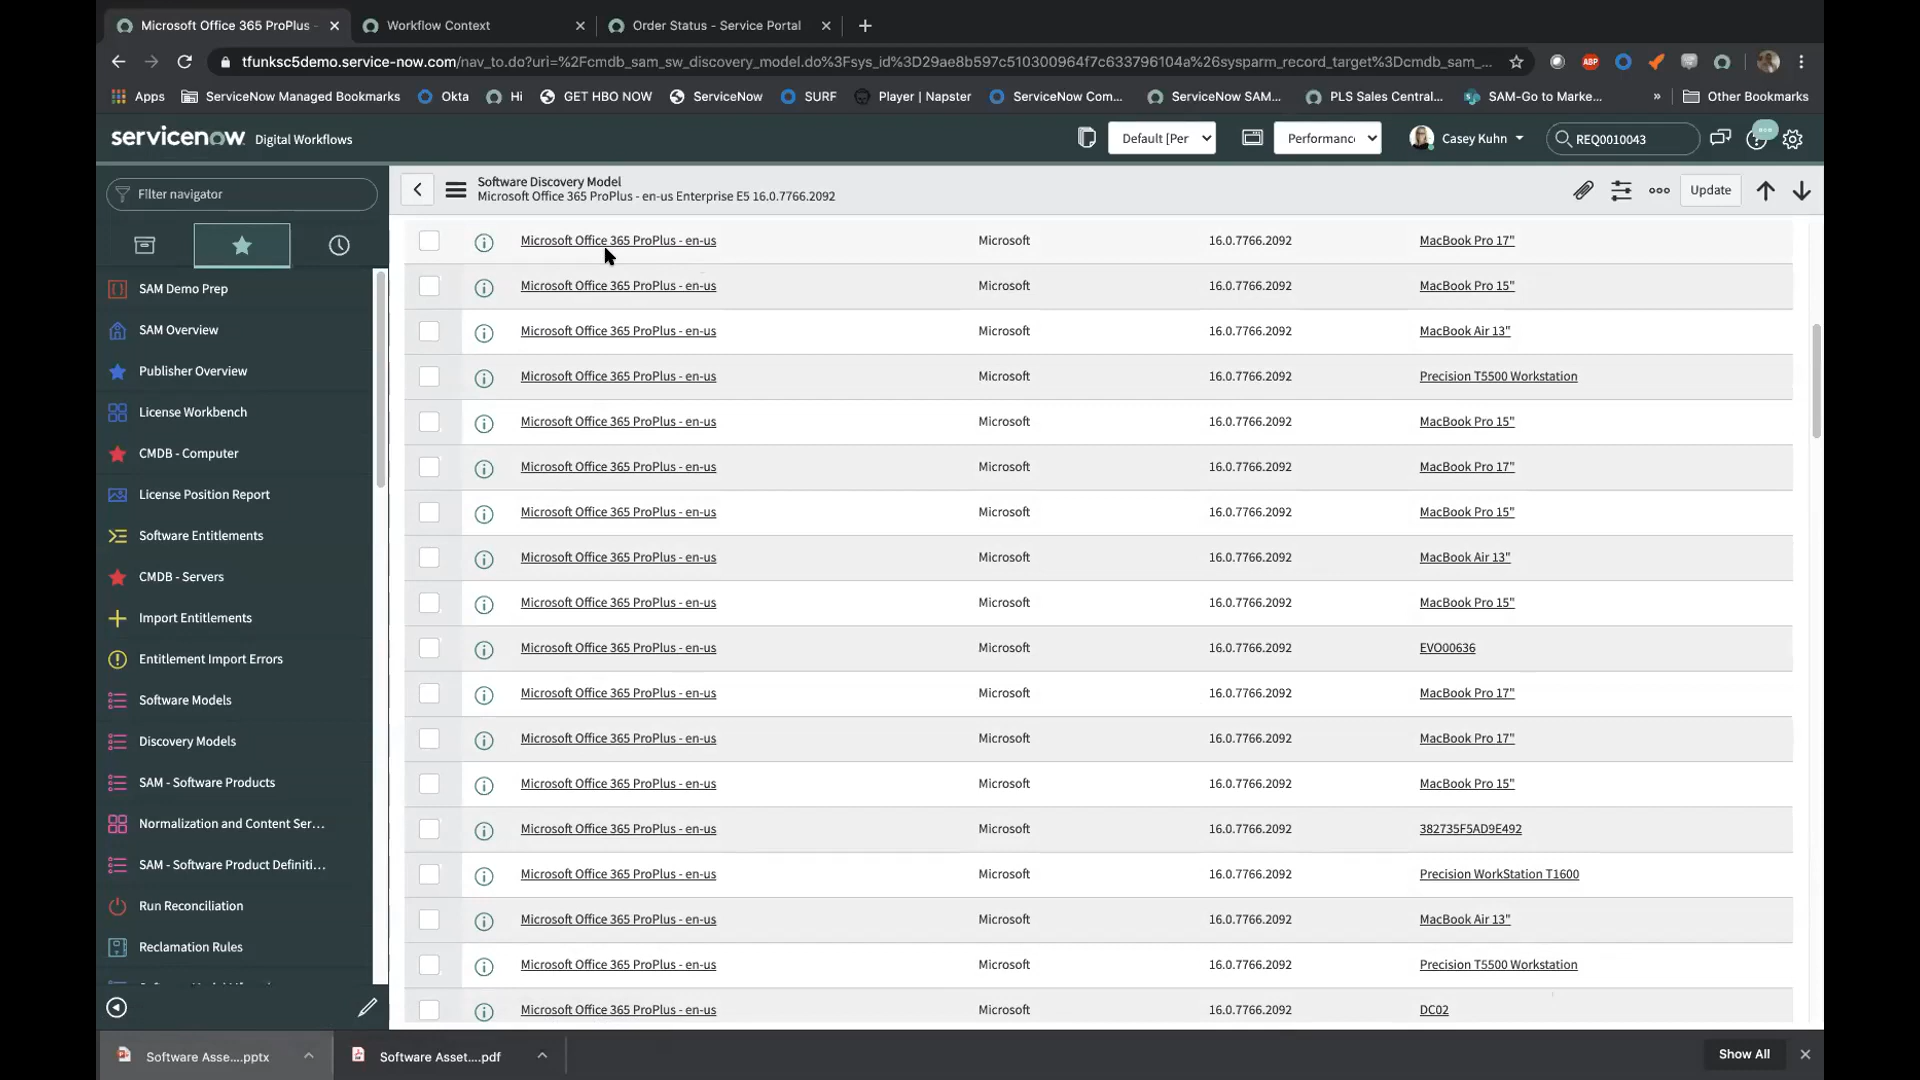 Microsoft Office 365 ProPlus -
Workflow Context
Order Status - Service Portal
tfunksc5demo.service-now.com/nav_to.do?uri=%2Fcmdb_sam_sw_discovery_model.do%3Fsys_id%3D29ae8b597c510300964f7c633796104a%26sysparm_record_target%3Dcmdb_sam_...
ABP
Apps
ServiceNow Managed Bookmarks
Okta
Hi
GET HBO NOW
ServiceNow
SURF
Player | Napster
ServiceNow Com...
ServiceNow SAM...
PLS Sales Central...
SAM-Go to Marke...
»
Other Bookmarks
servicenow Digital Workflows
Default [Per
Performanc
Casey Kuhn
REQ0010043
Filter navigator
Software Discovery Model
Microsoft Office 365 ProPlus - en-us Enterprise E5 16.0.7766.2092
Update
SAM Demo Prep
SAM Overview
Publisher Overview
License Workbench
CMDB - Computer
License Position Report
Software Entitlements
CMDB - Servers
Import Entitlements
Entitlement Import Errors
Software Models
Discovery Models
SAM - Software Products
Normalization and Content Ser...
SAM - Software Product Definiti...
Run Reconciliation
Reclamation Rules
Microsoft Office 365 ProPlus - en-us Microsoft 16.0.7766.2092 MacBook Pro 17"
Microsoft Office 365 ProPlus - en-us Microsoft 16.0.7766.2092 MacBook Pro 15"
Microsoft Office 365 ProPlus - en-us Microsoft 16.0.7766.2092 MacBook Air 13"
Microsoft Office 365 ProPlus - en-us Microsoft 16.0.7766.2092 Precision T5500 Workstation
Microsoft Office 365 ProPlus - en-us Microsoft 16.0.7766.2092 MacBook Pro 15"
Microsoft Office 365 ProPlus - en-us Microsoft 16.0.7766.2092 MacBook Pro 17"
Microsoft Office 365 ProPlus - en-us Microsoft 16.0.7766.2092 MacBook Pro 15"
Microsoft Office 365 ProPlus - en-us Microsoft 16.0.7766.2092 MacBook Air 13"
Microsoft Office 365 ProPlus - en-us Microsoft 16.0.7766.2092 MacBook Pro 15"
Microsoft Office 365 ProPlus - en-us Microsoft 16.0.7766.2092 EVO00636
Microsoft Office 365 ProPlus - en-us Microsoft 16.0.7766.2092 MacBook Pro 17"
Microsoft Office 365 ProPlus - en-us Microsoft 16.0.7766.2092 MacBook Pro 17"
Microsoft Office 365 ProPlus - en-us Microsoft 16.0.7766.2092 MacBook Pro 15"
Microsoft Office 365 ProPlus - en-us Microsoft 16.0.7766.2092 382735F5AD9E492
Microsoft Office 365 ProPlus - en-us Microsoft 16.0.7766.2092 Precision WorkStation T1600
Microsoft Office 365 ProPlus - en-us Microsoft 16.0.7766.2092 MacBook Air 13"
Microsoft Office 365 ProPlus - en-us Microsoft 16.0.7766.2092 Precision T5500 Workstation
Microsoft Office 365 ProPlus - en-us Microsoft 16.0.7766.2092 DC02
Software Asse....pptx
Software Asset....pdf
Show All